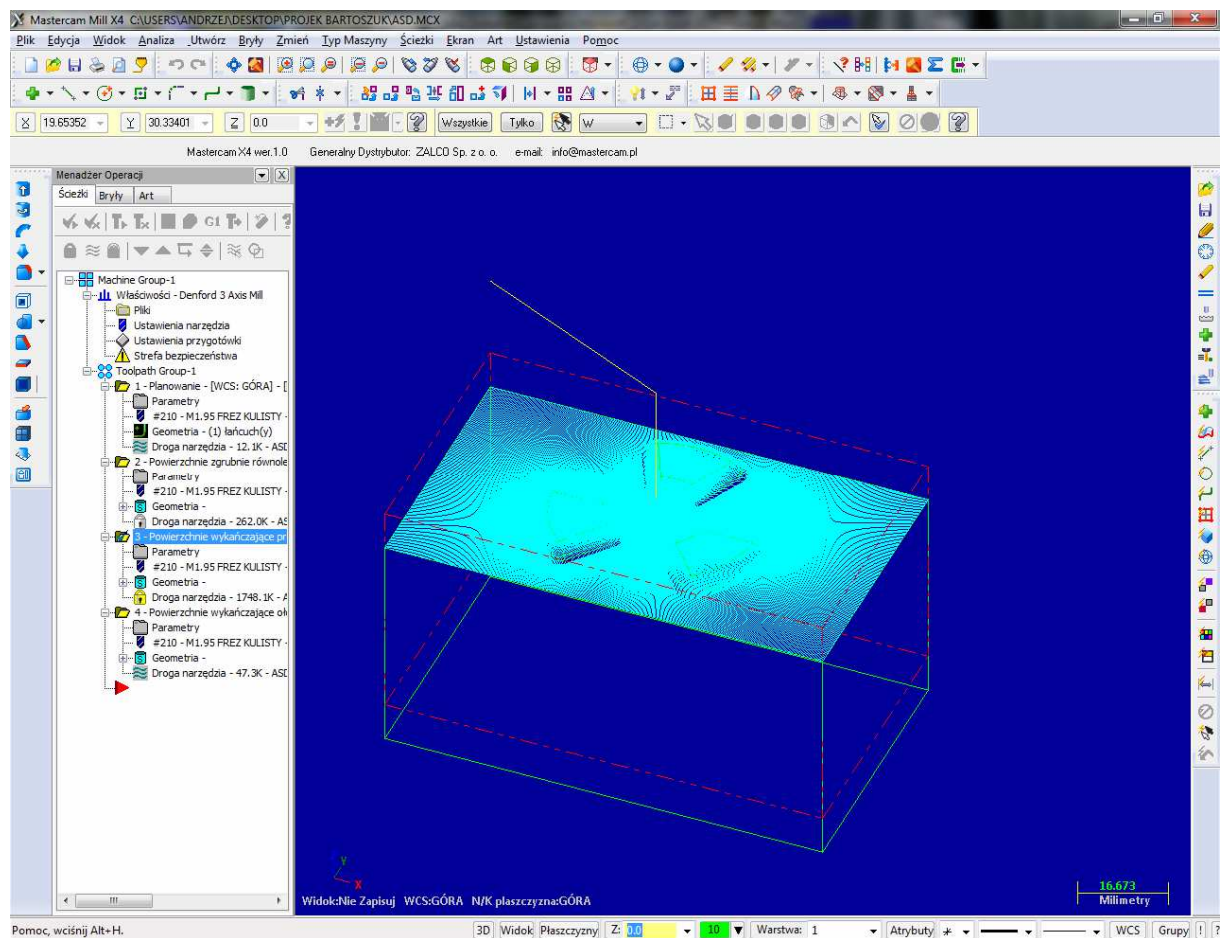 Mastercam Mill X4 C:\USERS\ANDRZEJ\DESKTOP\PROJEK BARTOSZUK\ASD.MCX
Plik Edycja Widok Analiza Utwórz Bryły Zmień Typ Maszyny Ścieżki Ekran Art Ustawienia Pomoc
X 19.65352 Y 30.33401 Z 0.0 Wszystkie Tylko W
Mastercam X4 wer.1.0 Generalny Dystrybutor: ZALCO Sp. z o. o. e-mail: info@mastercam.pl
Menadżer Operacji
Ścieżki Bryły Art
G1
Machine Group-1
Właściwości - Denford 3 Axis Mill
Pliki
Ustawienia narzędzia
Ustawienia przygotówki
Strefa bezpieczeństwa
Toolpath Group-1
1 - Planowanie - [WCS: GÓRA] - [
Parametry
#210 - M1.95 FREZ KULISTY -
Geometria - (1) łańcuch(y)
Droga narzędzia - 12.1K - ASD
2 - Powierzchnie zgrubnie równole
Parametry
#210 - M1.95 FREZ KULISTY -
Geometria -
Droga narzędzia - 262.0K - AS
3 - Powierzchnie wykańczające pr
Parametry
#210 - M1.95 FREZ KULISTY -
Geometria -
Droga narzędzia - 1748.1K - A
4 - Powierzchnie wykańczające oł
Parametry
#210 - M1.95 FREZ KULISTY -
Geometria -
Droga narzędzia - 47.3K - ASD
Y
X
16.673
Milimetry
Widok:Nie Zapisuj WCS:GÓRA N/K plaszczyzna:GÓRA
Pomoc, wciśnij Alt+H.
3D Widok Płaszczyzny Z: 0.0 10 Warstwa: 1 Atrybuty WCS Grupy ! ?